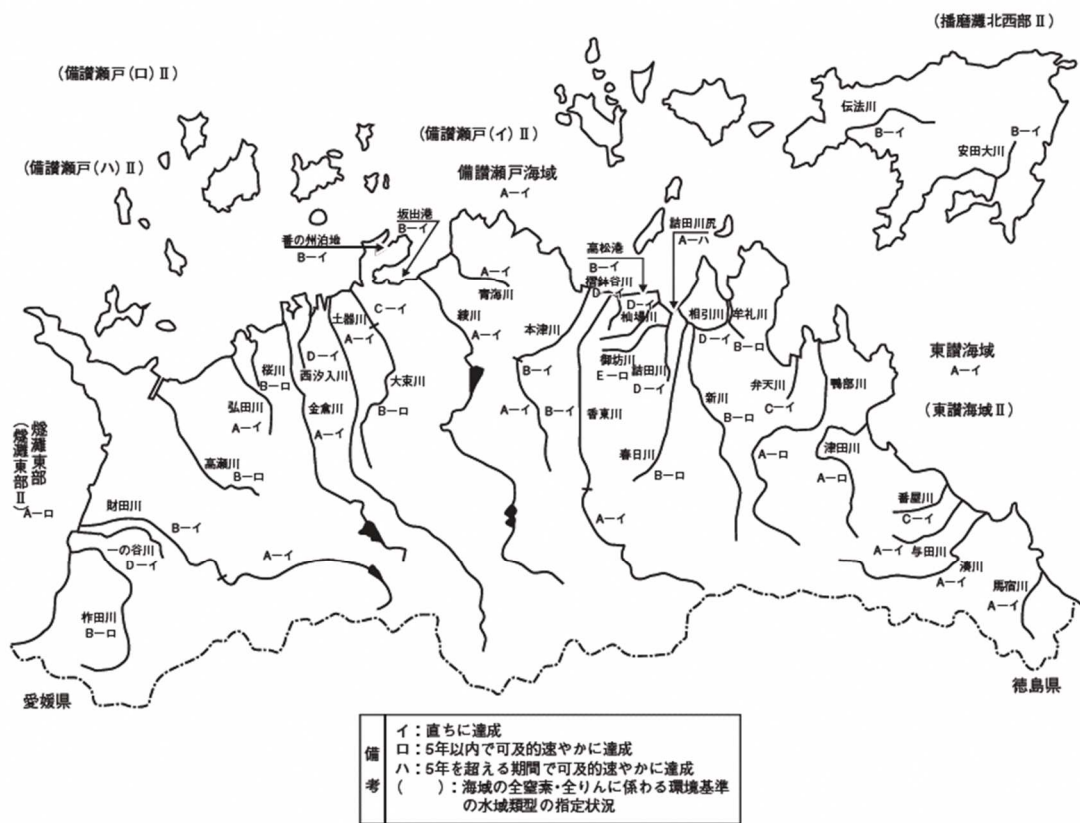 (播磨灘北西部Ⅱ)
(備讃瀬戸(ロ)Ⅱ)
伝法川
B−イ
B−イ
安田大川
(備讃瀬戸(イ)Ⅱ)
(備讃瀬戸(ハ)Ⅱ)
備讃瀬戸海域
A−イ
坂出港
B−イ
番の州泊地
B−イ
詰田川尻
A−ハ
高松港
B−イ
摺鉢谷川
D−イ
D−イ
杣場川
A−イ
青海川
C−イ
土器川
A−イ
綾川
A−イ
本津川
B−イ
A−イ
B−イ
相引川
D−イ
牟礼川
B−ロ
御坊川
E−ロ
詰田川
D−イ
東讃海域
A−イ
(東讃海域Ⅱ)
桜川
B−ロ
D−イ
西汐入川
大束川
B−ロ
弘田川
A−イ
金倉川
A−イ
香東川
A−イ
新川
B−ロ
弁天川
C−イ
鴨部川
A−ロ
津田川
A−ロ
春日川
B−ロ
高瀬川
B−ロ
燧灘東部
(燧灘東部Ⅱ)
A−ロ
財田川
B−イ
A−イ
一の谷川
D−イ
柞田川
B−ロ
番屋川
C−イ
与田川
A−イ
湊川
A−イ
馬宿川
A−イ
愛媛県
徳島県
備考
イ：直ちに達成
ロ：5年以内で可及的速やかに達成
ハ：5年を超える期間で可及的速やかに達成
(　　)：海域の全窒素・全りんに係わる環境基準
の水域類型の指定状況